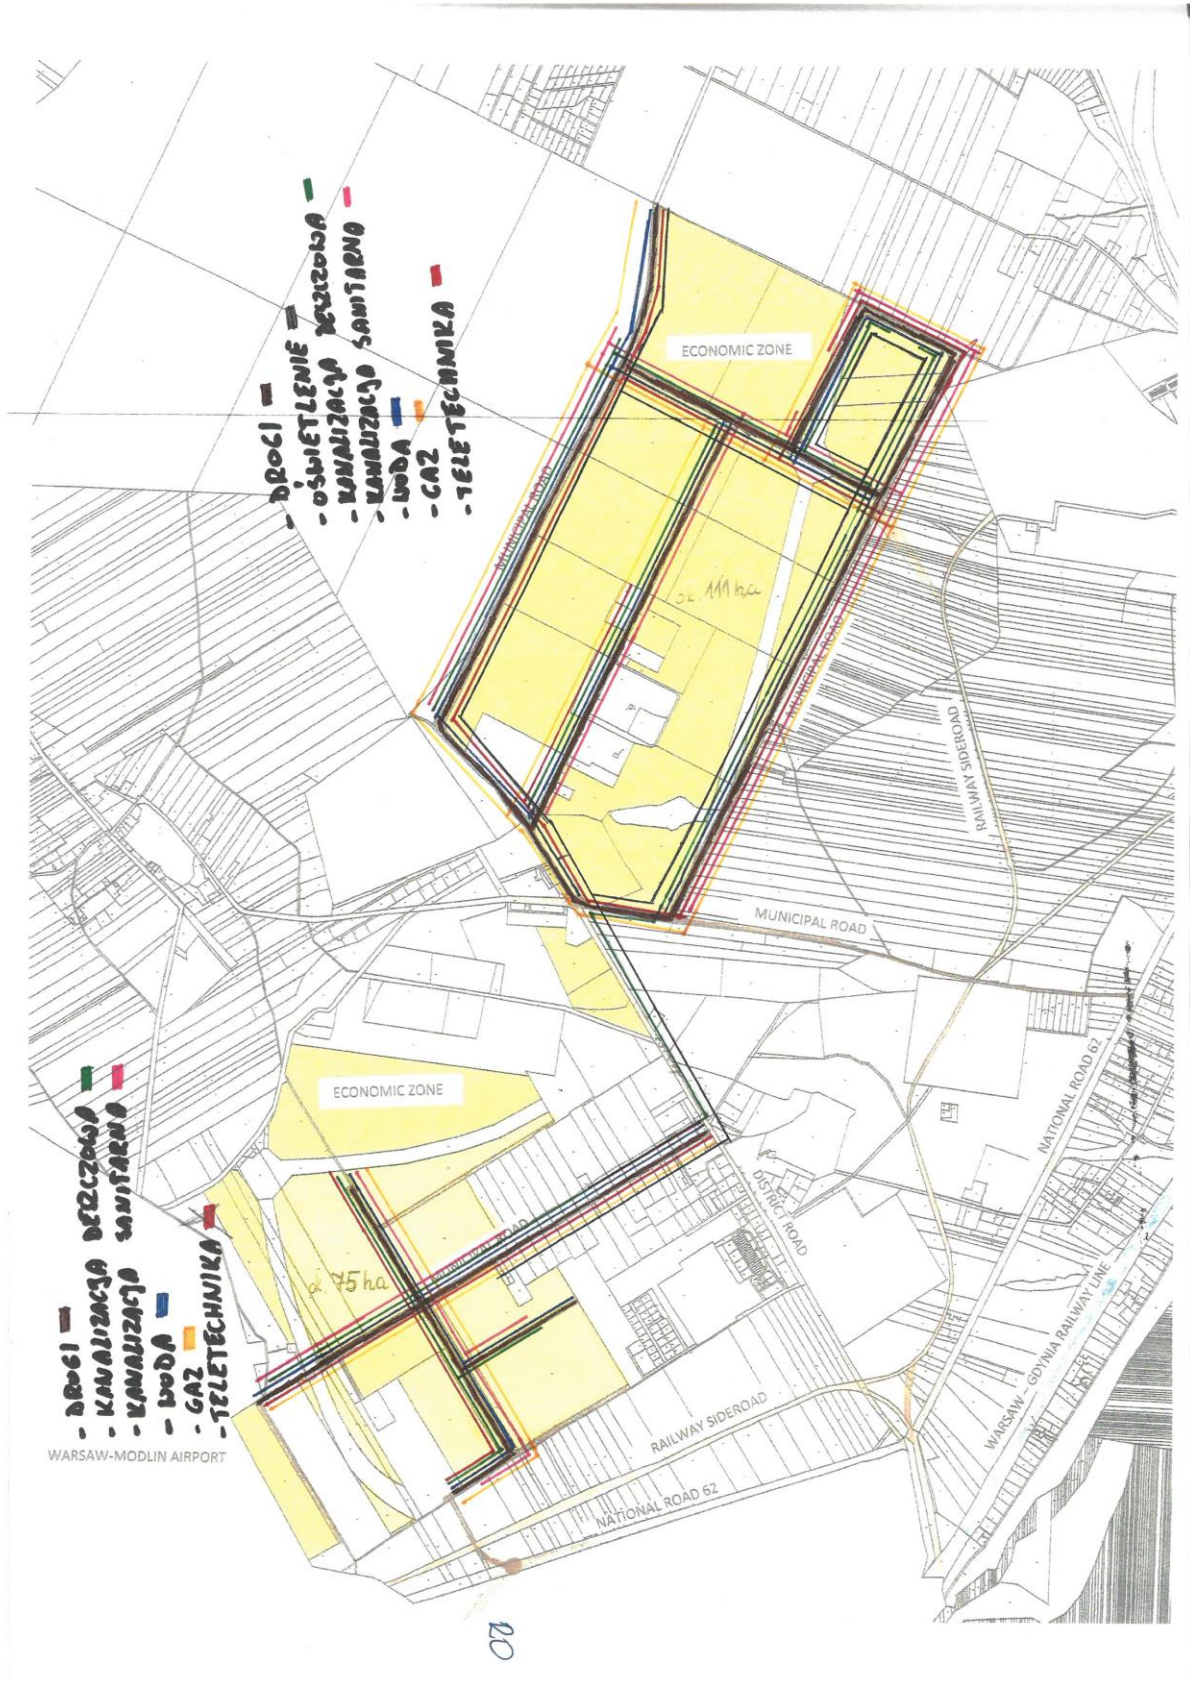 - DROGI
- OŚWIETLENIE
- KANALIZACJA DESZCZOWA
- KANALIZACJA SANITARNA
- WODA
- GAZ
- TELETECHNIKA
ECONOMIC ZONE
MUNICIPAL ROAD
ok. 111 ha
MUNICIPAL ROAD
RAILWAY SIDEROAD
MUNICIPAL ROAD
NATIONAL ROAD 62
ECONOMIC ZONE
- DROGI
- KANALIZACJA DESZCZOWA
- KANALIZACJA SANITARNA
- WODA
- GAZ
- TELETECHNIKA
WARSAW-MODLIN AIRPORT
ok. 75 ha
MUNICIPAL ROAD
DISTRICT ROAD
WARSAW – GDYNIA RAILWAY LINE
RAILWAY SIDEROAD
NATIONAL ROAD 62
20